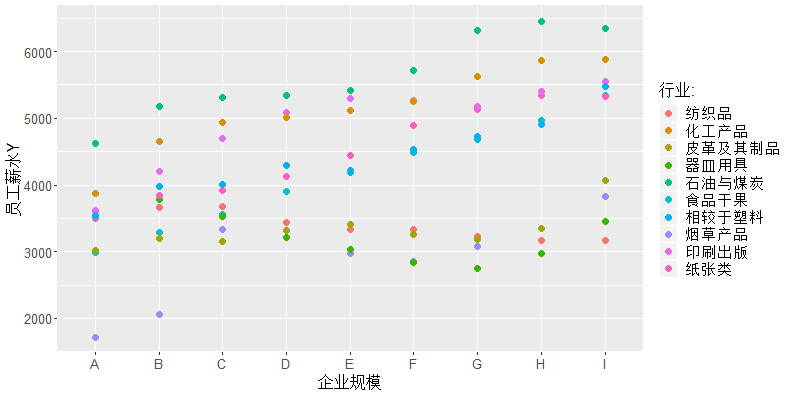 6000
5000
4000
3000
2000
员工薪水Y
A B C D E F G H I
企业规模
行业:
纺织品
化工产品
皮革及其制品
器皿用具
石油与煤炭
食品干果
相较于塑料
烟草产品
印刷出版
纸张类